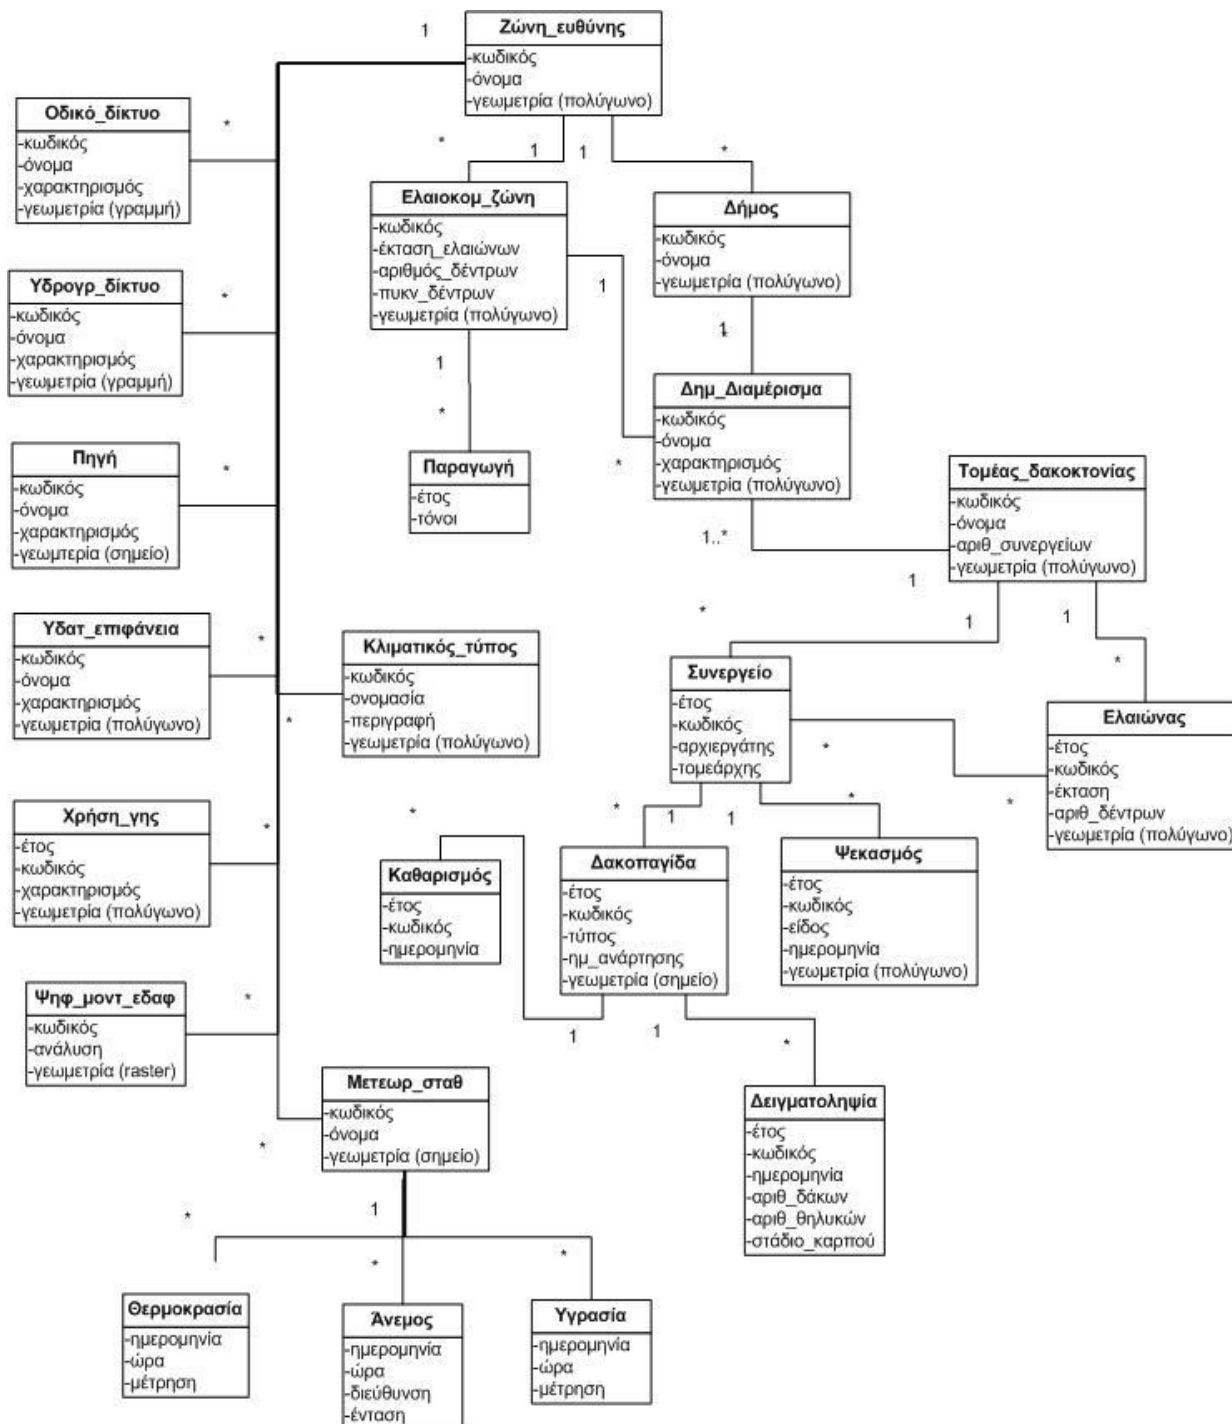 1
Ζώνη_ευθύνης
-κωδικός
-όνομα
-γεωμετρία (πολύγωνο)
Οδικό_δίκτυο
-κωδικός
-όνομα
-χαρακτηρισμός
-γεωμετρία (γραμμή)
*
*
1
1
*
Ελαιοκομ_ζώνη
-κωδικός
-έκταση_ελαιώνων
-αριθμός_δέντρων
-πυκν_δέντρων
-γεωμετρία (πολύγωνο)
Δήμος
-κωδικός
-όνομα
-γεωμετρία (πολύγωνο)
Υδρογρ_δίκτυο
-κωδικός
-όνομα
-χαρακτηρισμός
-γεωμετρία (γραμμή)
*
1
1
*
1
*
Δημ_Διαμέρισμα
-κωδικός
-όνομα
-χαρακτηρισμός
-γεωμετρία (πολύγωνο)
*
Πηγή
-κωδικός
-όνομα
-χαρακτηρισμός
-γεωμτερία (σημείο)
*
Παραγωγή
-έτος
-τόνοι
Τομέας_δακοκτονίας
-κωδικός
-όνομα
-αριθ_συνεργείων
-γεωμετρία (πολύγωνο)
1..*
1
Υδατ_επιφάνεια
-κωδικός
-όνομα
-χαρακτηρισμός
-γεωμετρία (πολύγωνο)
*
Κλιματικός_τύπος
-κωδικός
-ονομασία
-περιγραφή
-γεωμετρία (πολύγωνο)
*
*
1
1
*
Συνεργείο
-έτος
-κωδικός
-αρχιεργάτης
-τομεάρχης
Ελαιώνας
-έτος
-κωδικός
-έκταση
-αριθ_δέντρων
-γεωμετρία (πολύγωνο)
*
*
Χρήση_γης
-έτος
-κωδικός
-χαρακτηρισμός
-γεωμετρία (πολύγωνο)
*
*
*
1
1
*
Καθαρισμός
-έτος
-κωδικός
-ημερομηνία
Δακοπαγίδα
-έτος
-κωδικός
-τύπος
-ημ_ανάρτησης
-γεωμετρία (σημείο)
Ψεκασμός
-έτος
-κωδικός
-είδος
-ημερομηνία
-γεωμετρία (πολύγωνο)
Ψηφ_μοντ_εδαφ
-κωδικός
-ανάλυση
-γεωμετρία (raster)
*
1
1
*
Μετεωρ_σταθ
-κωδικός
-όνομα
-γεωμετρία (σημείο)
*
Δειγματοληψία
-έτος
-κωδικός
-ημερομηνία
-αριθ_δάκων
-αριθ_θηλυκών
-στάδιο_καρπού
*
1
*
*
Θερμοκρασία
-ημερομηνία
-ώρα
-μέτρηση
Άνεμος
-ημερομηνία
-ώρα
-διεύθυνση
-ένταση
Υγρασία
-ημερομηνία
-ώρα
-μέτρηση